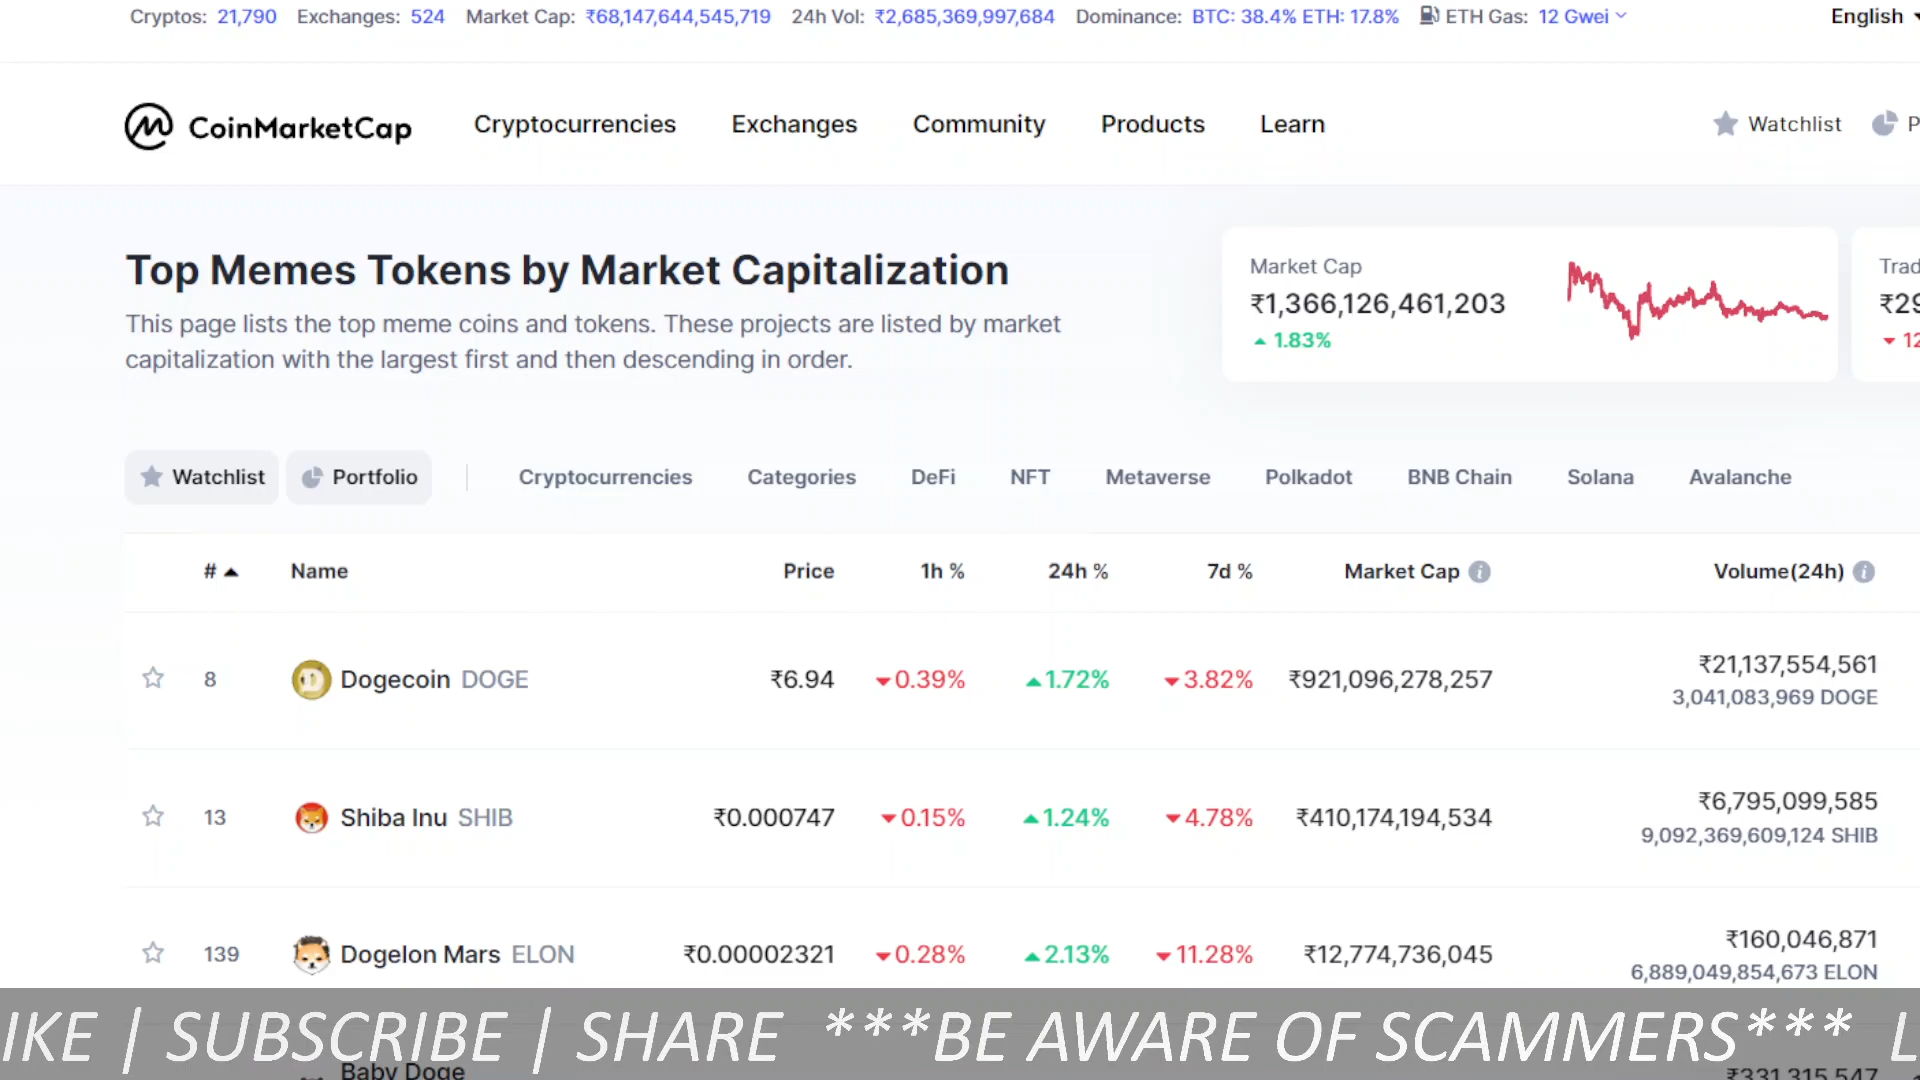 Cryptos: 21,790 Exchanges: 524 Market Cap: ₹68,147,644,545,719 24h Vol: ₹2,685,369,997,684 Dominance: BTC: 38.4% ETH: 17.8% ETH Gas: 12 Gwei English
CoinMarketCap Cryptocurrencies Exchanges Community Products Learn Watchlist P
Top Memes Tokens by Market Capitalization
This page lists the top meme coins and tokens. These projects are listed by market
capitalization with the largest first and then descending in order.
Market Cap
₹1,366,126,461,203
1.83%
Trad
₹29
12
Watchlist Portfolio Cryptocurrencies Categories DeFi NFT Metaverse Polkadot BNB Chain Solana Avalanche
# Name Price 1h % 24h % 7d % Market Cap Volume(24h)
8 Dogecoin DOGE ₹6.94 0.39% 1.72% 3.82% ₹921,096,278,257 ₹21,137,554,561
3,041,083,969 DOGE
13 Shiba Inu SHIB ₹0.000747 0.15% 1.24% 4.78% ₹410,174,194,534 ₹6,795,099,585
9,092,369,609,124 SHIB
139 Dogelon Mars ELON ₹0.00002321 0.28% 2.13% 11.28% ₹12,774,736,045 ₹160,046,871
6,889,049,854,673 ELON
IKE | SUBSCRIBE | SHARE ***BE AWARE OF SCAMMERS*** L
Baby Doge ₹331,315,547